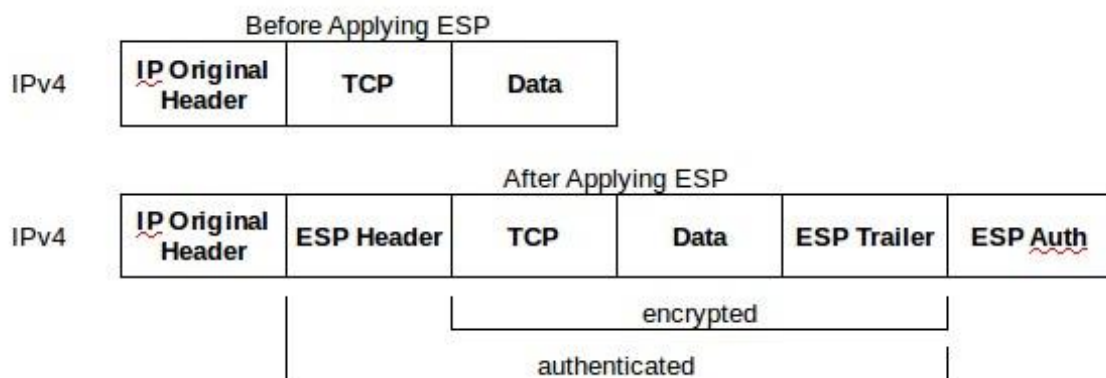 Before Applying ESP
IPv4
IP Original
Header
TCP
Data
After Applying ESP
IPv4
IP Original
Header
ESP Header
TCP
Data
ESP Trailer
ESP Auth
encrypted
authenticated